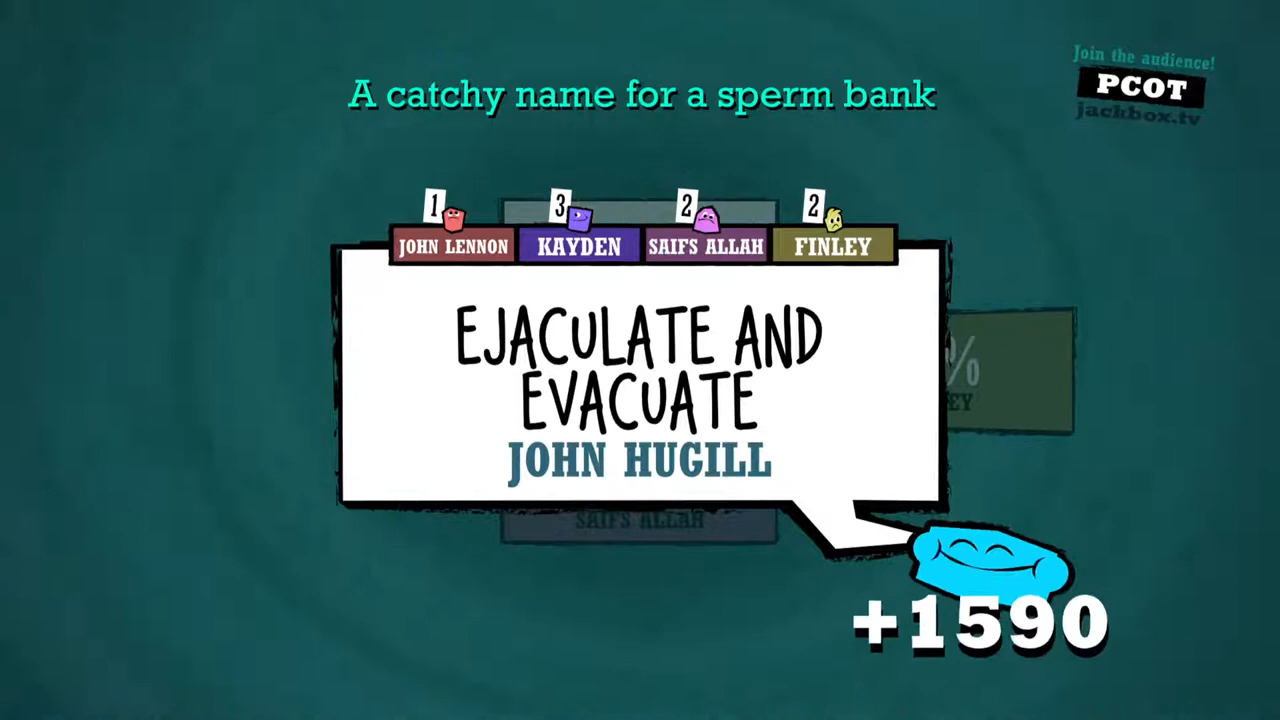 Join the audience!
PCOT
jackbox.tv
A catchy name for a sperm bank
1 3 2 2
JOHN LENNON KAYDEN SAIFS ALLAH FINLEY
EJACULATE AND
EVACUATE
JOHN HUGILL
%
EY
SAIFS ALLAH
+1590